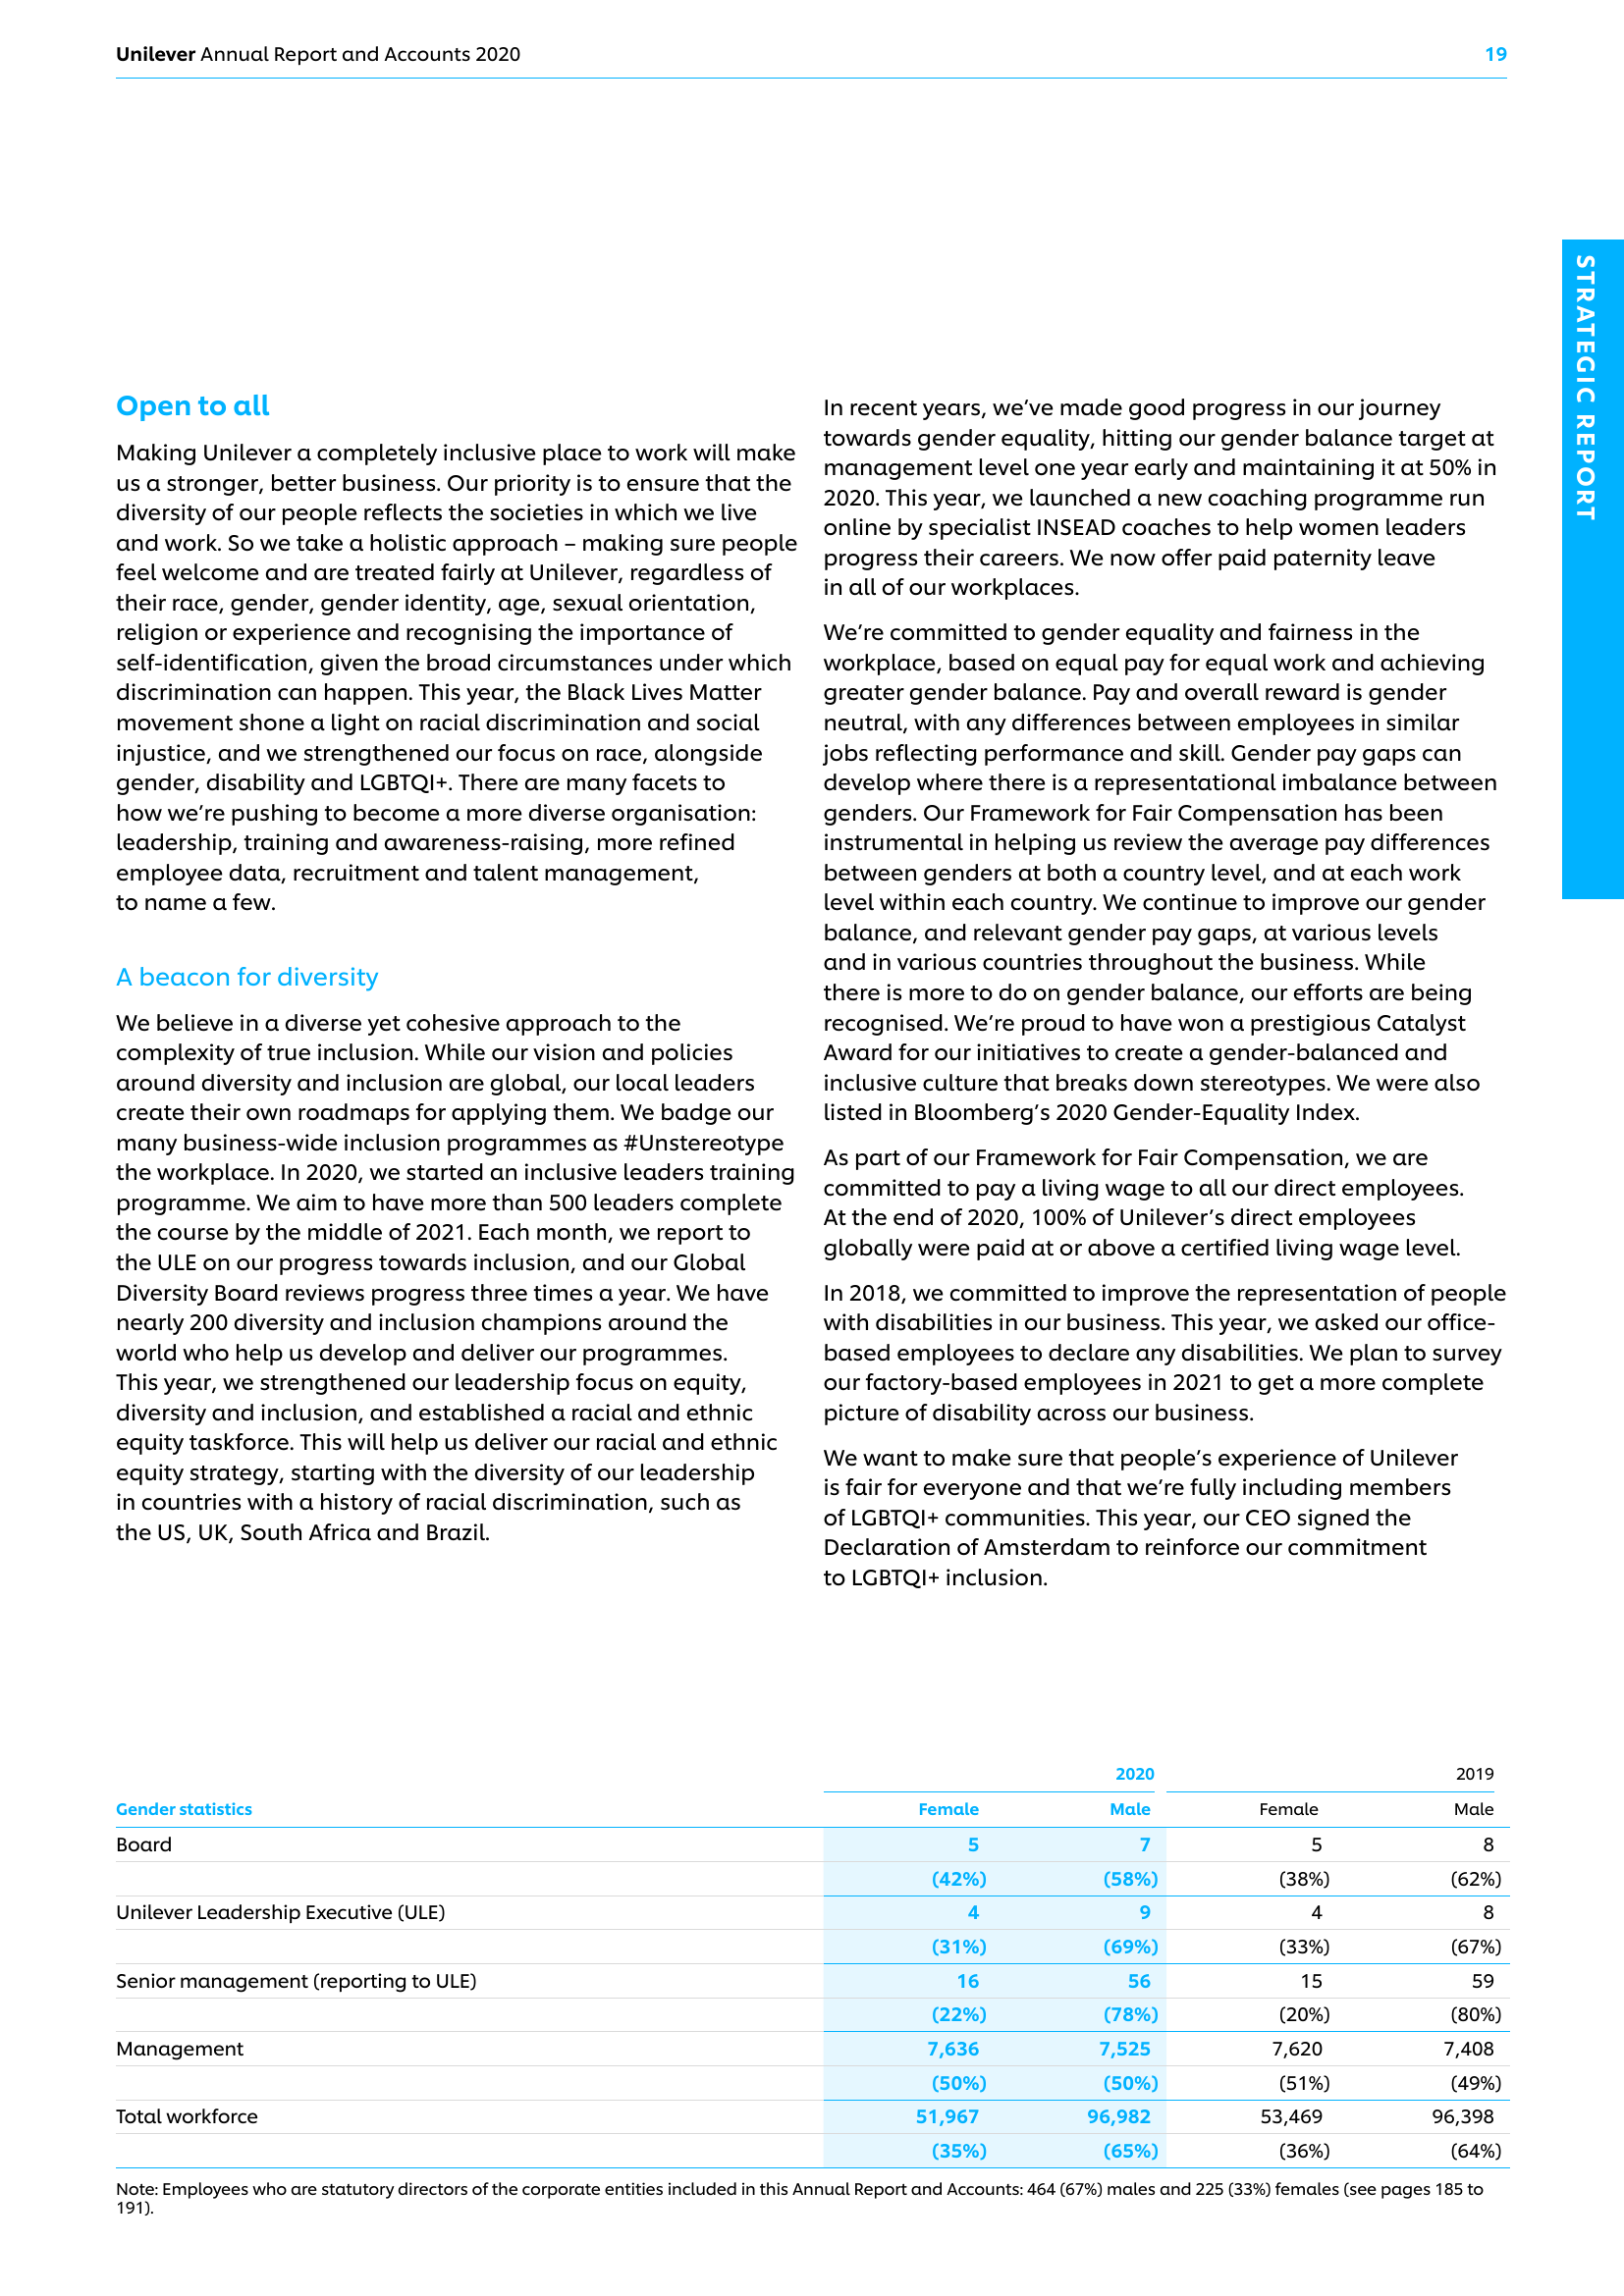 Unilever Annual Report and Accounts 2020
19
STRATEGIC REPORT
Open to all
Making Unilever a completely inclusive place to work will make
us a stronger, better business. Our priority is to ensure that the
diversity of our people reflects the societies in which we live
and work. So we take a holistic approach – making sure people
feel welcome and are treated fairly at Unilever, regardless of
their race, gender, gender identity, age, sexual orientation,
religion or experience and recognising the importance of
self-identification, given the broad circumstances under which
discrimination can happen. This year, the Black Lives Matter
movement shone a light on racial discrimination and social
injustice, and we strengthened our focus on race, alongside
gender, disability and LGBTQI+. There are many facets to
how we’re pushing to become a more diverse organisation:
leadership, training and awareness-raising, more refined
employee data, recruitment and talent management,
to name a few.
A beacon for diversity
We believe in a diverse yet cohesive approach to the
complexity of true inclusion. While our vision and policies
around diversity and inclusion are global, our local leaders
create their own roadmaps for applying them. We badge our
many business-wide inclusion programmes as #Unstereotype
the workplace. In 2020, we started an inclusive leaders training
programme. We aim to have more than 500 leaders complete
the course by the middle of 2021. Each month, we report to
the ULE on our progress towards inclusion, and our Global
Diversity Board reviews progress three times a year. We have
nearly 200 diversity and inclusion champions around the
world who help us develop and deliver our programmes.
This year, we strengthened our leadership focus on equity,
diversity and inclusion, and established a racial and ethnic
equity taskforce. This will help us deliver our racial and ethnic
equity strategy, starting with the diversity of our leadership
in countries with a history of racial discrimination, such as
the US, UK, South Africa and Brazil.
In recent years, we’ve made good progress in our journey
towards gender equality, hitting our gender balance target at
management level one year early and maintaining it at 50% in
2020. This year, we launched a new coaching programme run
online by specialist INSEAD coaches to help women leaders
progress their careers. We now offer paid paternity leave
in all of our workplaces.
We’re committed to gender equality and fairness in the
workplace, based on equal pay for equal work and achieving
greater gender balance. Pay and overall reward is gender
neutral, with any differences between employees in similar
jobs reflecting performance and skill. Gender pay gaps can
develop where there is a representational imbalance between
genders. Our Framework for Fair Compensation has been
instrumental in helping us review the average pay differences
between genders at both a country level, and at each work
level within each country. We continue to improve our gender
balance, and relevant gender pay gaps, at various levels
and in various countries throughout the business. While
there is more to do on gender balance, our efforts are being
recognised. We’re proud to have won a prestigious Catalyst
Award for our initiatives to create a gender-balanced and
inclusive culture that breaks down stereotypes. We were also
listed in Bloomberg’s 2020 Gender-Equality Index.
As part of our Framework for Fair Compensation, we are
committed to pay a living wage to all our direct employees.
At the end of 2020, 100% of Unilever’s direct employees
globally were paid at or above a certified living wage level.
In 2018, we committed to improve the representation of people
with disabilities in our business. This year, we asked our office-
based employees to declare any disabilities. We plan to survey
our factory-based employees in 2021 to get a more complete
picture of disability across our business.
We want to make sure that people’s experience of Unilever
is fair for everyone and that we’re fully including members
of LGBTQI+ communities. This year, our CEO signed the
Declaration of Amsterdam to reinforce our commitment
to LGBTQI+ inclusion.
2020 2019
Gender statistics Female Male Female Male
Board 5 7 5 8
(42%) (58%) (38%) (62%)
Unilever Leadership Executive (ULE) 4 9 4 8
(31%) (69%) (33%) (67%)
Senior management (reporting to ULE) 16 56 15 59
(22%) (78%) (20%) (80%)
Management 7,636 7,525 7,620 7,408
(50%) (50%) (51%) (49%)
Total workforce 51,967 96,982 53,469 96,398
(35%) (65%) (36%) (64%)
Note: Employees who are statutory directors of the corporate entities included in this Annual Report and Accounts: 464 (67%) males and 225 (33%) females (see pages 185 to
191).